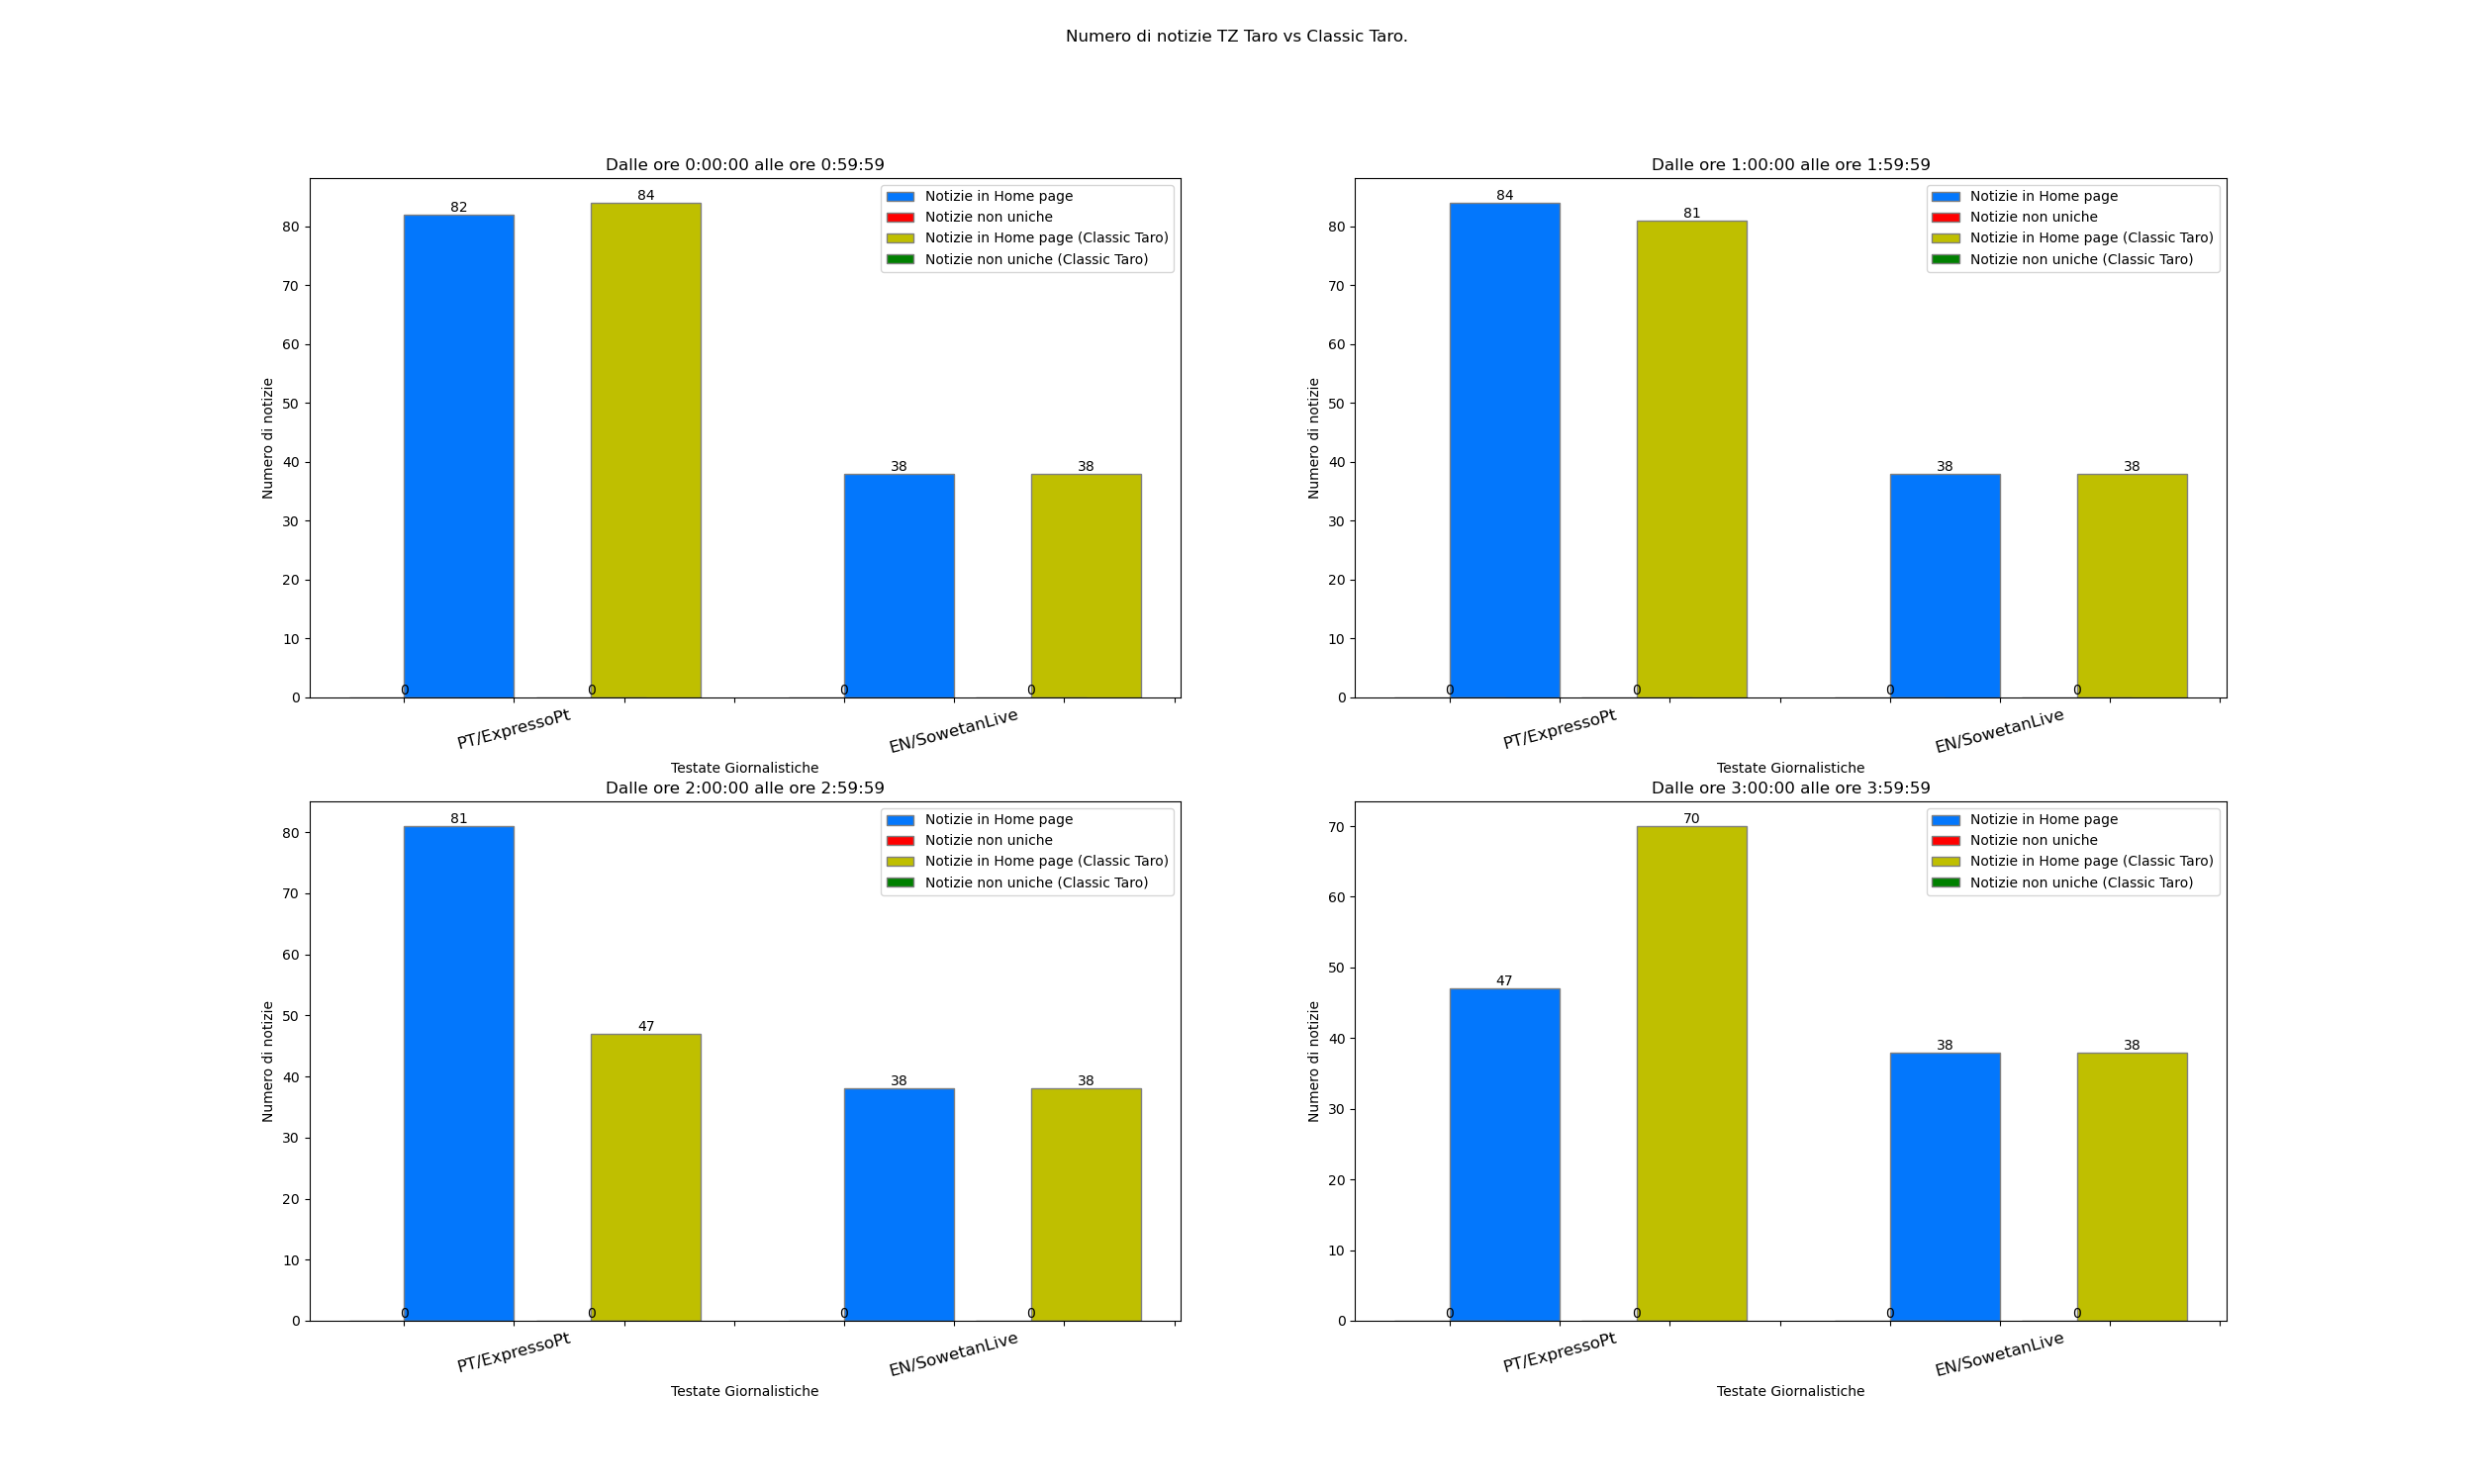 Numero di notizie TZ Taro vs Classic Taro.
Dalle ore 0:00:00 alle ore 0:59:59
Numero di notizie
80
70
60
50
40
30
20
10
0
82
84
38
38
0
0
0
0
Notizie in Home page
Notizie non uniche
Notizie in Home page (Classic Taro)
Notizie non uniche (Classic Taro)
PT/ExpressoPt
EN/SowetanLive
Testate Giornalistiche
Dalle ore 1:00:00 alle ore 1:59:59
Numero di notizie
80
70
60
50
40
30
20
10
0
84
81
38
38
0
0
0
0
Notizie in Home page
Notizie non uniche
Notizie in Home page (Classic Taro)
Notizie non uniche (Classic Taro)
PT/ExpressoPt
EN/SowetanLive
Testate Giornalistiche
Dalle ore 2:00:00 alle ore 2:59:59
Numero di notizie
80
70
60
50
40
30
20
10
0
81
47
38
38
0
0
0
0
Notizie in Home page
Notizie non uniche
Notizie in Home page (Classic Taro)
Notizie non uniche (Classic Taro)
PT/ExpressoPt
EN/SowetanLive
Testate Giornalistiche
Dalle ore 3:00:00 alle ore 3:59:59
Numero di notizie
70
60
50
40
30
20
10
0
47
70
38
38
0
0
0
0
Notizie in Home page
Notizie non uniche
Notizie in Home page (Classic Taro)
Notizie non uniche (Classic Taro)
PT/ExpressoPt
EN/SowetanLive
Testate Giornalistiche